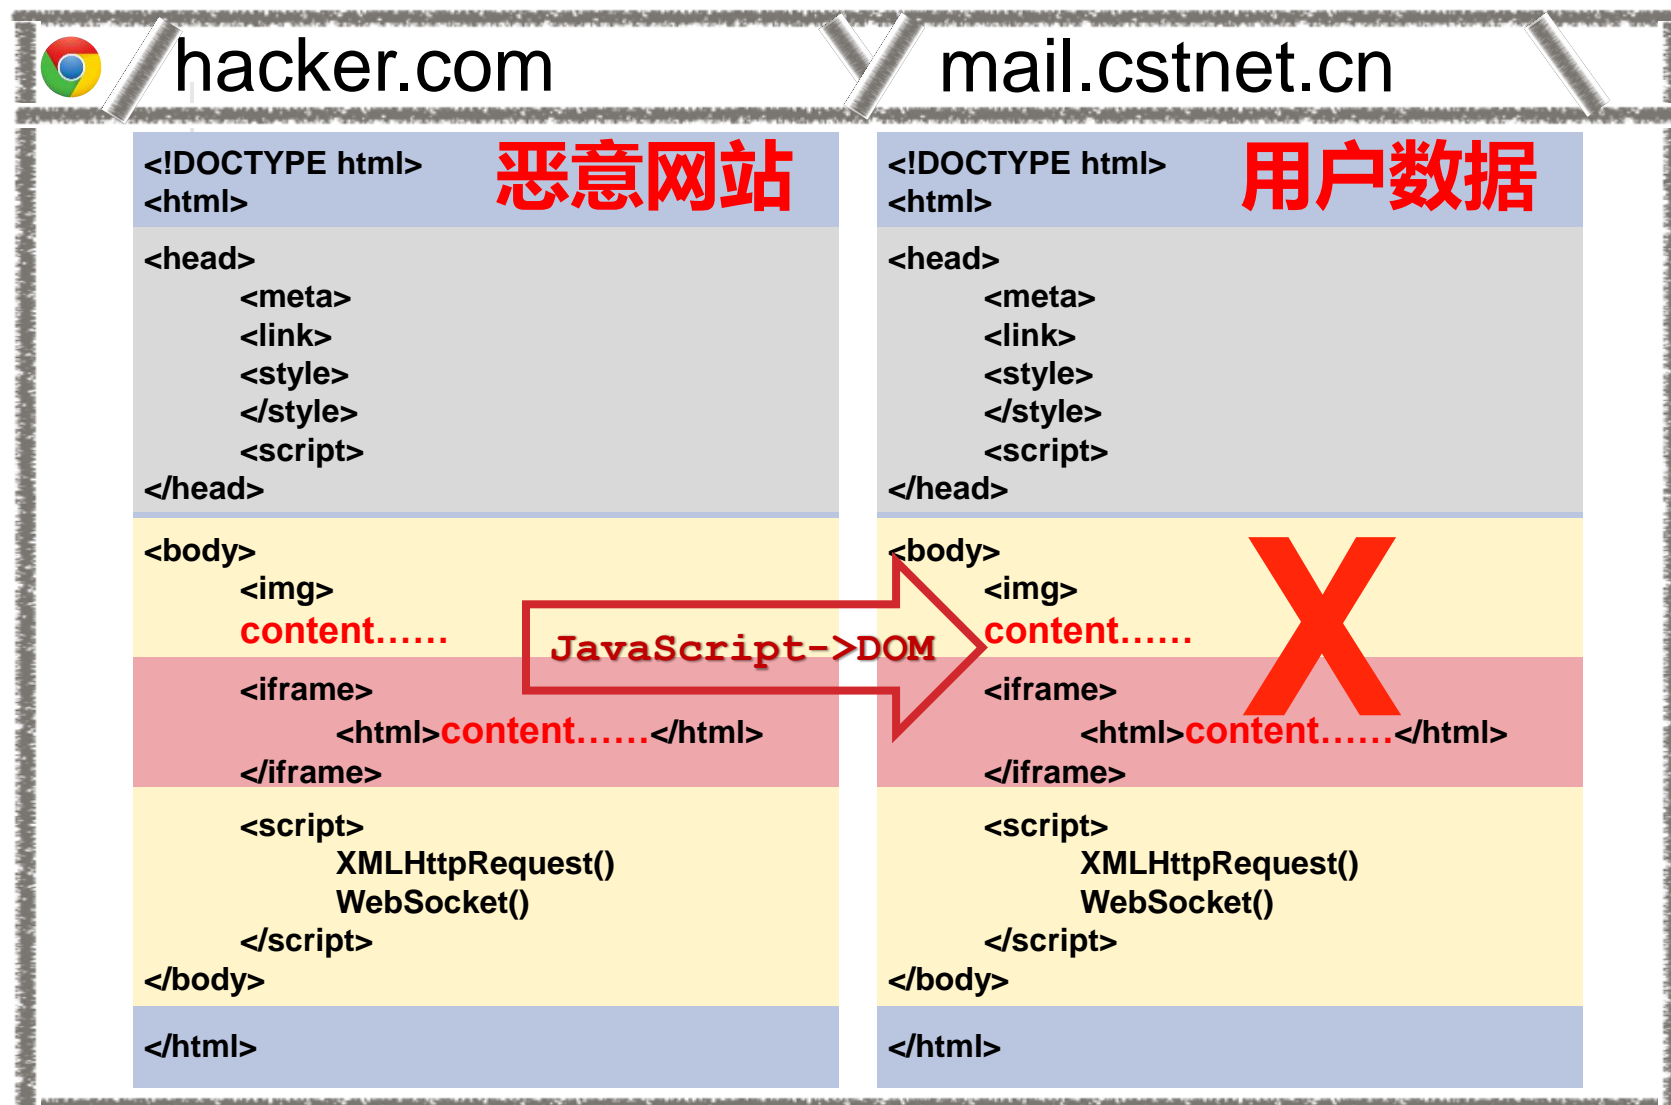 hacker.com
mail.cstnet.cn
<!DOCTYPE html>
恶意网站
<html>
<head>
<meta>
<link>
<style>
</style>
<script>
</head>
<body>
<img>
content……
<iframe>
<html>content……</html>
</iframe>
<script>
XMLHttpRequest()
WebSocket()
</script>
</body>
</html>
JavaScript->DOM
<!DOCTYPE html>
用户数据
<html>
<head>
<meta>
<link>
<style>
</style>
<script>
</head>
<body>
<img>
content……
X
<iframe>
<html>content……</html>
</iframe>
<script>
XMLHttpRequest()
WebSocket()
</script>
</body>
</html>